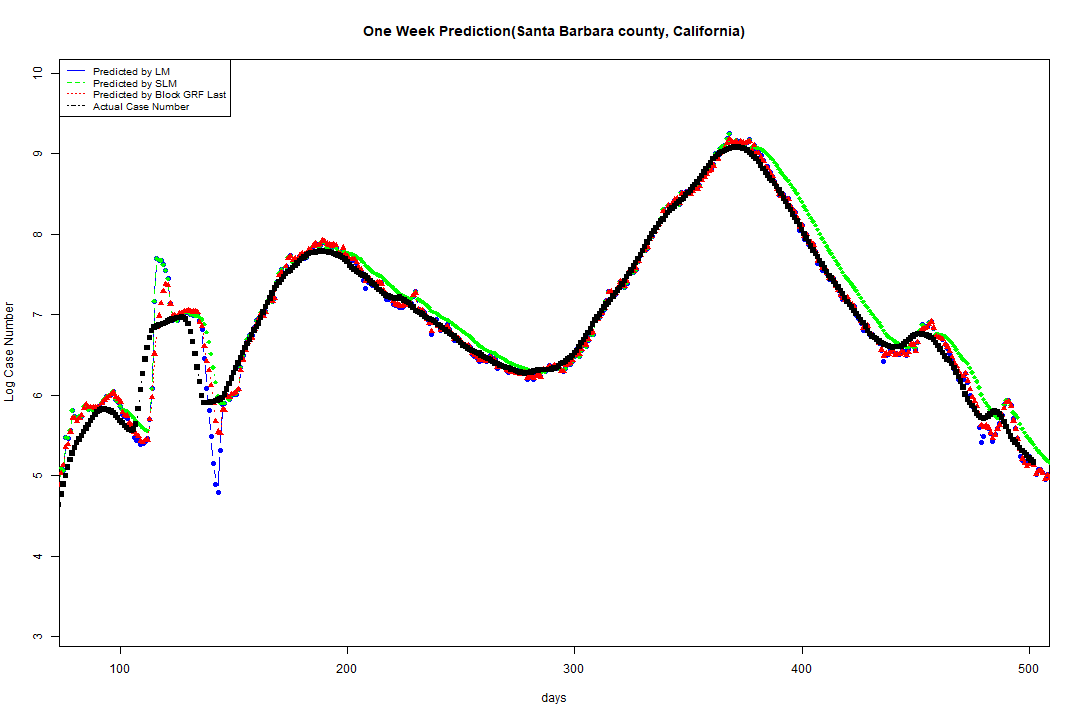 One Week Prediction(Santa Barbara county, California)
Predicted by LM
Predicted by SLM
Predicted by Block GRF Last
Actual Case Number
10
9
8
7
6
5
4
3
Log Case Number
100 200 300 400 500
days